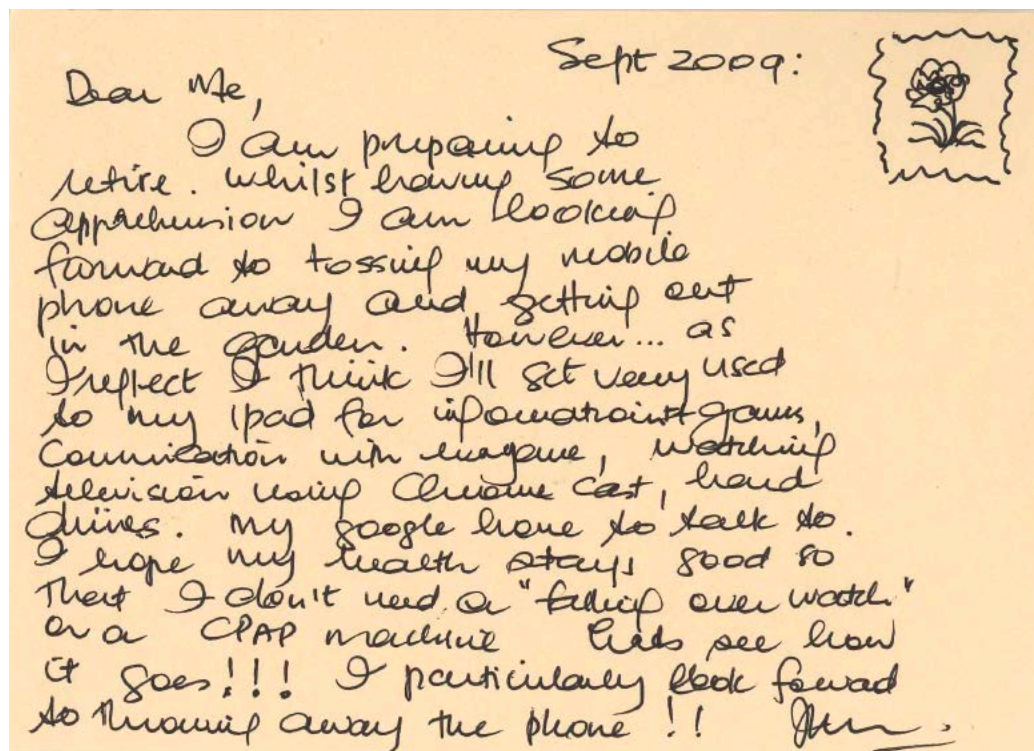 Sept 2009:
Dear Me,
I am preparing to
retire. Whilst having some
apprehension I am looking
forward to tossing my mobile
phone away and getting out
in the garden. However... as
I reflect I think I'll get very used
to my ipad for information+games,
Communication with everyone, watching
television using Chrome cast, hard
drives. My google home to talk to.
I hope my health stays good so
that I don't need a "falling over watch"
or a CPAP machine Lets see how
it goes!!! I particularly look foward
to throwing away the phone!!